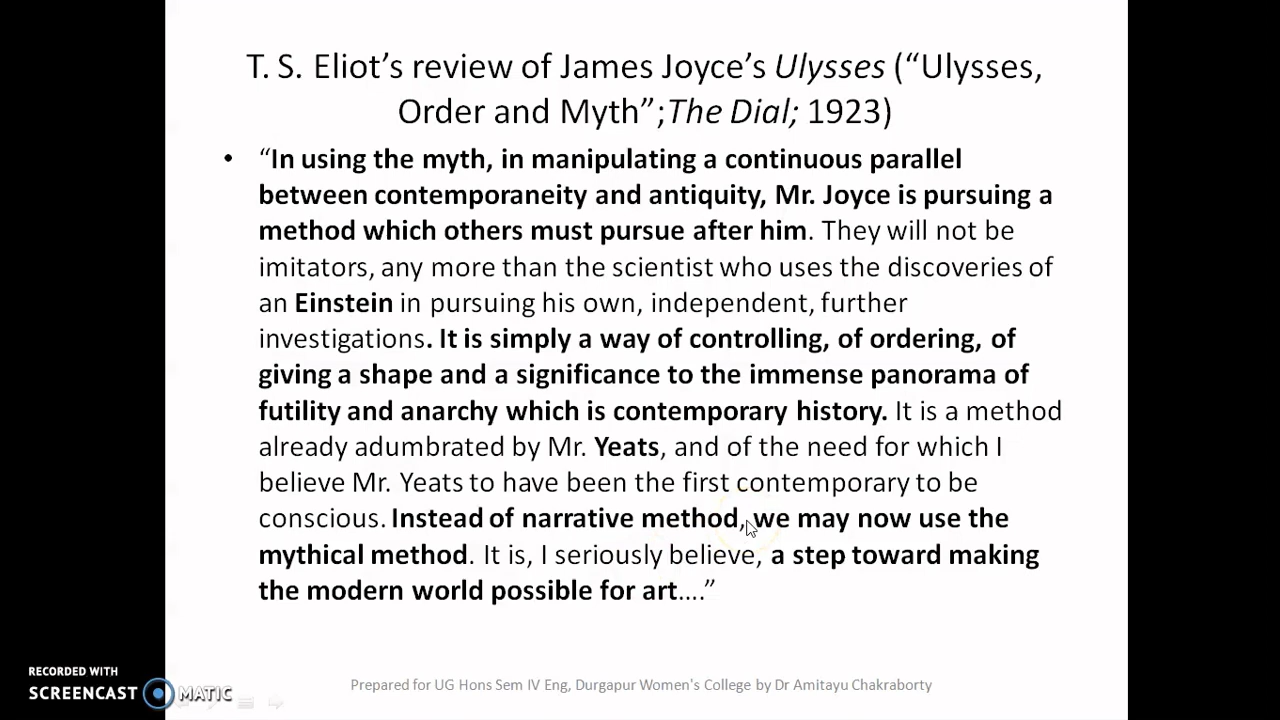 T. S. Eliot’s review of James Joyce’s Ulysses (“Ulysses,
Order and Myth”;The Dial; 1923)
• “In using the myth, in manipulating a continuous parallel
between contemporaneity and antiquity, Mr. Joyce is pursuing a
method which others must pursue after him. They will not be
imitators, any more than the scientist who uses the discoveries of
an Einstein in pursuing his own, independent, further
investigations. It is simply a way of controlling, of ordering, of
giving a shape and a significance to the immense panorama of
futility and anarchy which is contemporary history. It is a method
already adumbrated by Mr. Yeats, and of the need for which I
believe Mr. Yeats to have been the first contemporary to be
conscious. Instead of narrative method, we may now use the
mythical method. It is, I seriously believe, a step toward making
the modern world possible for art….”
RECORDED WITH
SCREENCAST MATIC
Prepared for UG Hons Sem IV Eng, Durgapur Women's College by Dr Amitayu Chakraborty